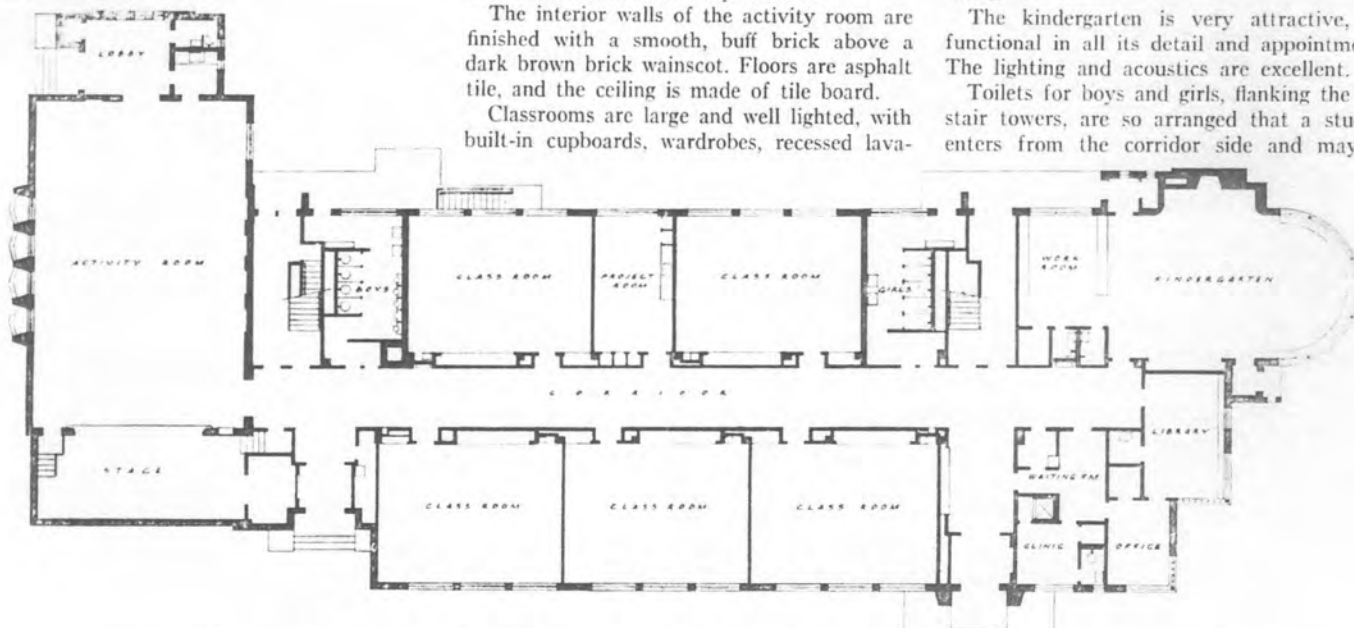 The interior walls of the activity room are
finished with a smooth, buff brick above a
dark brown brick wainscot. Floors are asphalt
tile, and the ceiling is made of tile board.
Classrooms are large and well lighted, with
built-in cupboards, wardrobes, recessed lava-
The kindergarten is very attractive,
functional in all its detail and appointme
The lighting and acoustics are excellent.
Toilets for boys and girls, flanking the
stair towers, are so arranged that a stu
enters from the corridor side and may
LOBBY
ACTIVITY ROOM
STAGE
BOYS
CLASS ROOM
PROJECT
ROOM
CLASS ROOM
GIRLS
WORK
ROOM
KINDERGARTEN
CORRIDOR
CLASS ROOM
CLASS ROOM
CLASS ROOM
WAITING RM.
LIBRARY
CLINIC
OFFICE